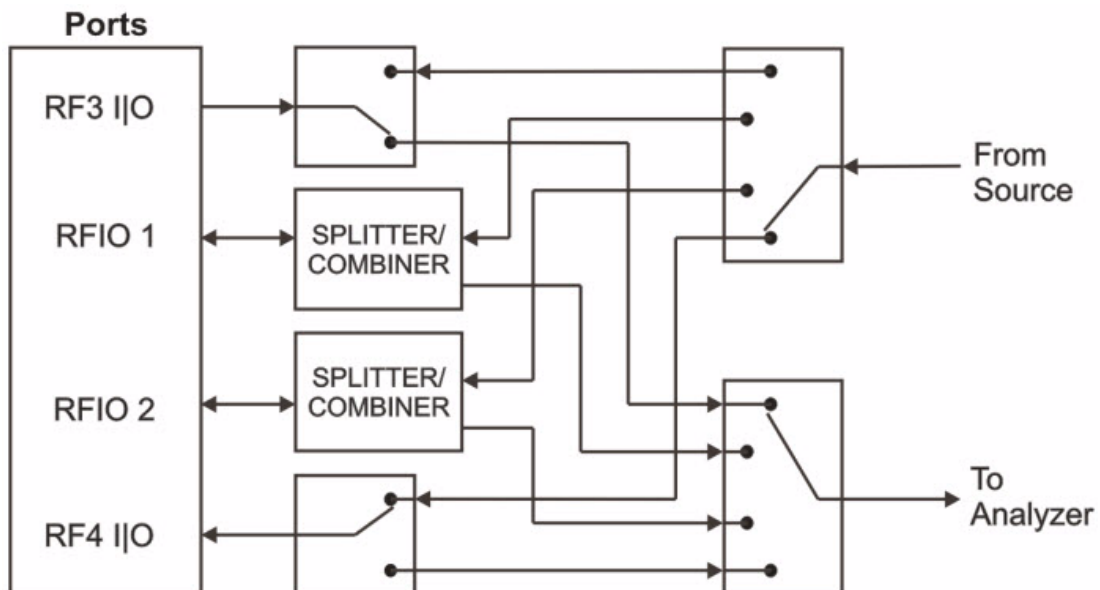 Ports
RF3 I|O
From
Source
RFIO 1
SPLITTER/
COMBINER
RFIO 2
SPLITTER/
COMBINER
RF4 I|O
To
Analyzer